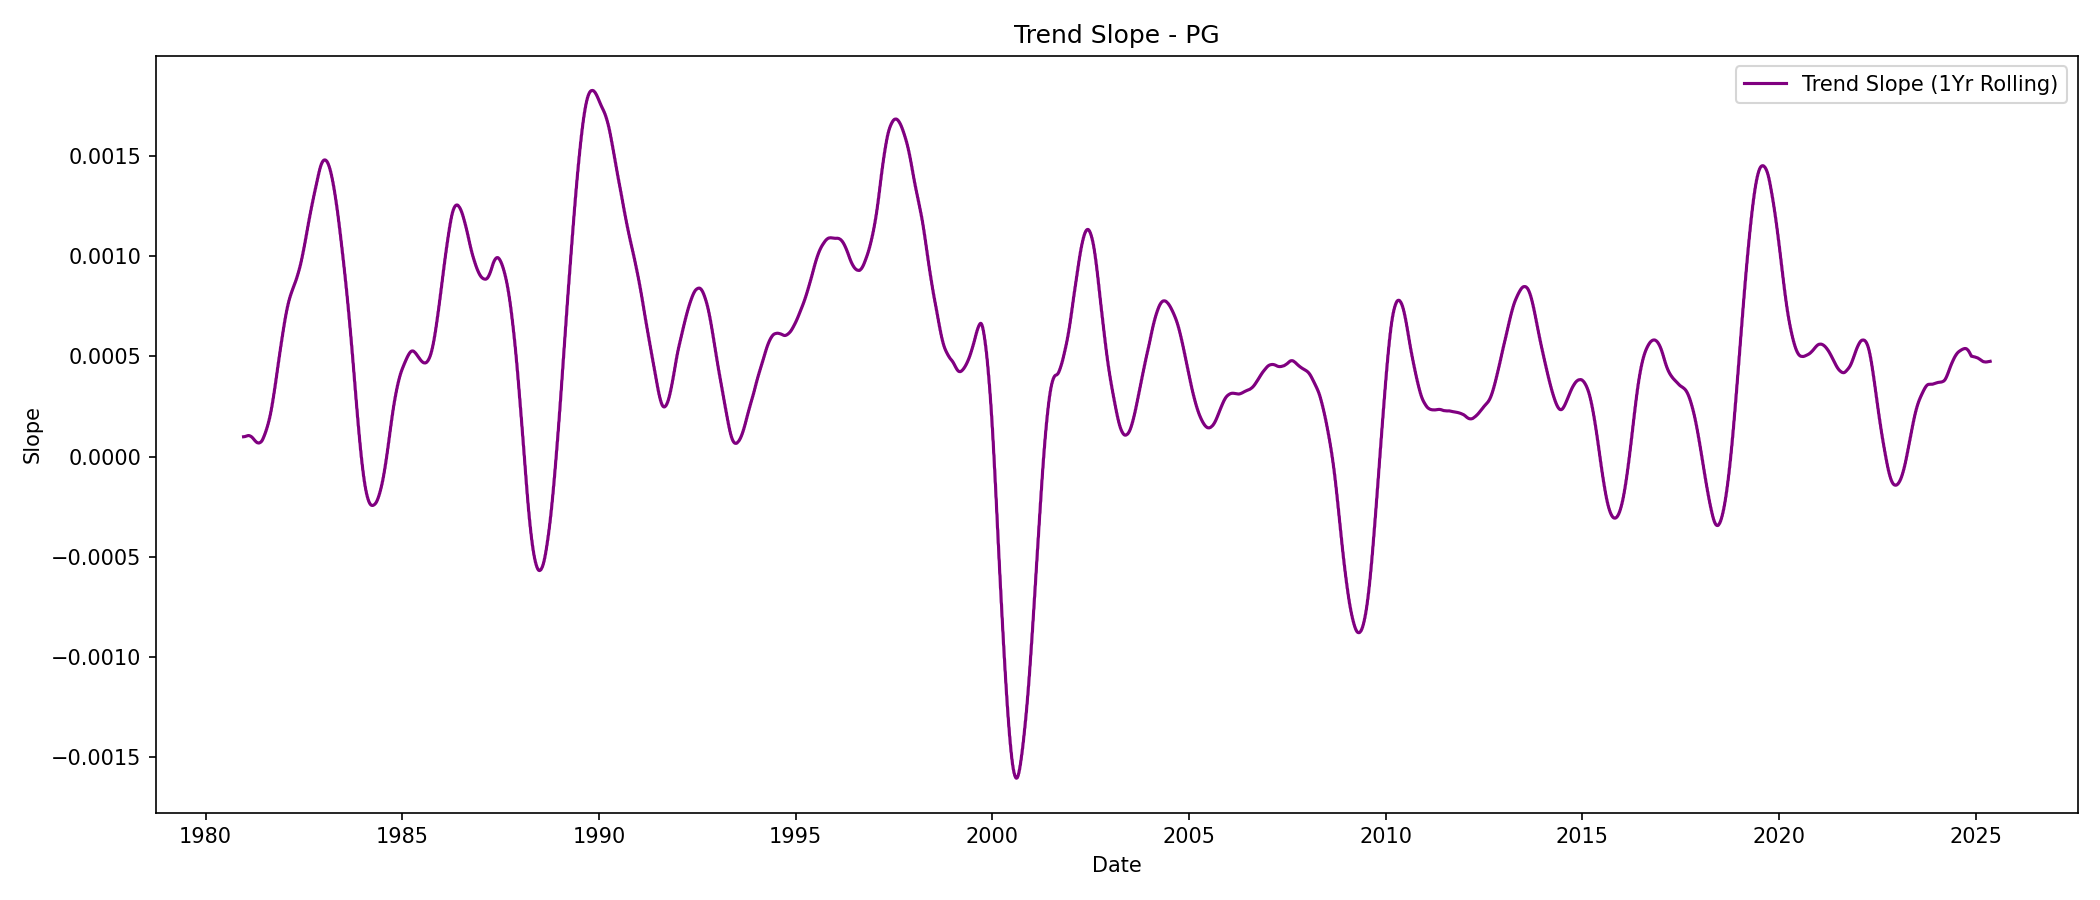 Trend Slope - PG
Trend Slope (1Yr Rolling)
Slope
0.0015
0.0010
0.0005
0.0000
−0.0005
−0.0010
−0.0015
1980 1985 1990 1995 2000 2005 2010 2015 2020 2025
Date